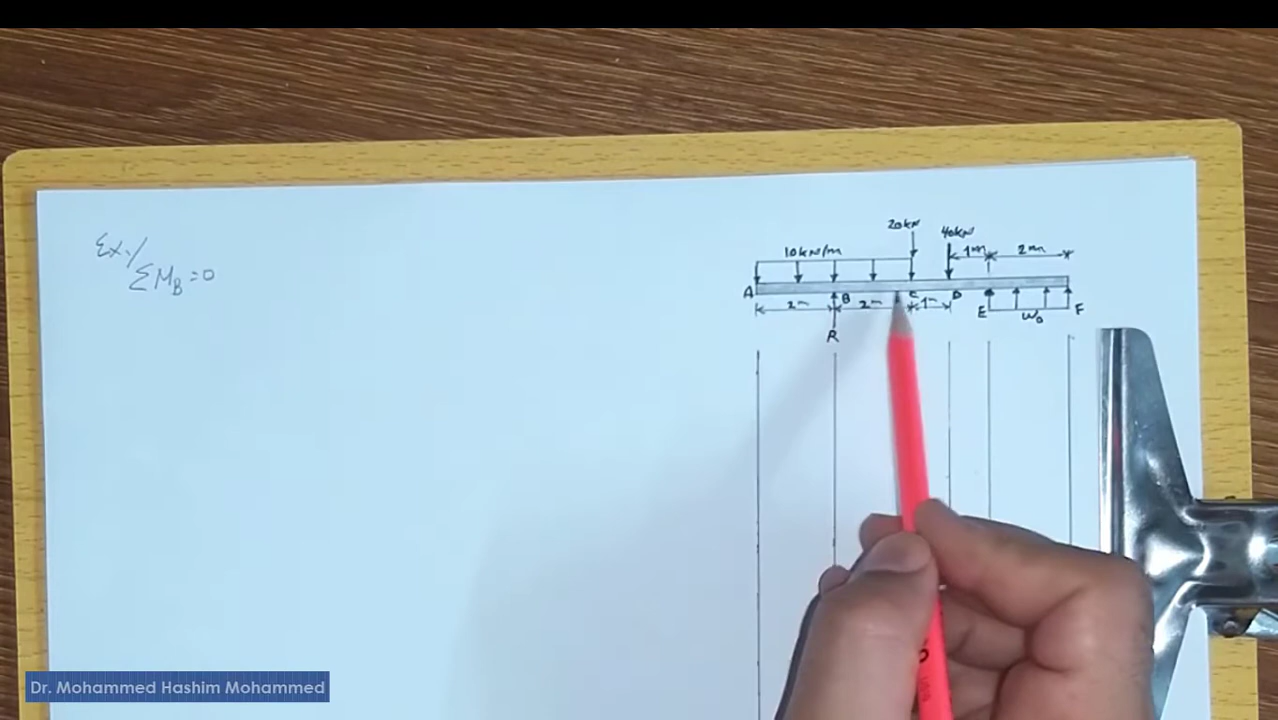 Ex./
ΣM_B=0
20kN
40kN
10kN/m
1m
2m
A
B
C
D
E
F
2m
2m
1m
W₀
R
Dr. Mohammed Hashim Mohammed